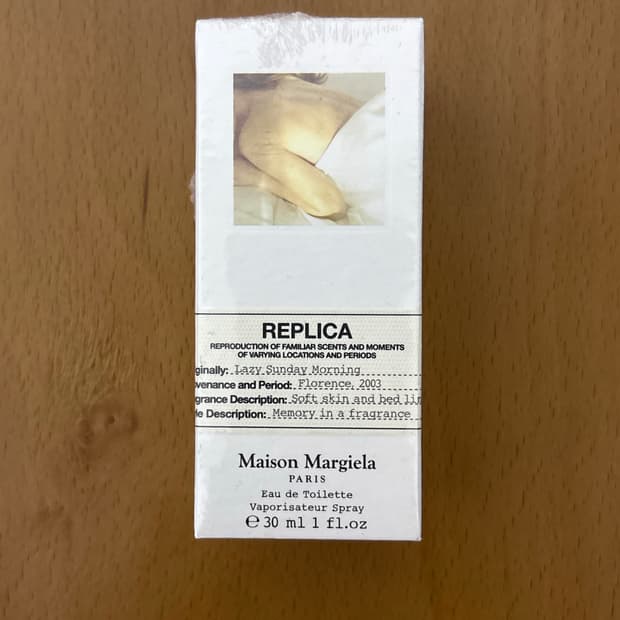 REPLICA
REPRODUCTION OF FAMILIAR SCENTS AND MOMENTS
OF VARYING LOCATIONS AND PERIODS
ginally: Lazy Sunday Morning
venance and Period: Florence, 2003
grance Description: Soft skin and bed lin
le Description: Memory in a fragrance
Maison Margiela
PARIS
Eau de Toilette
Vaporisateur Spray
℮ 30 ml 1 fl.oz